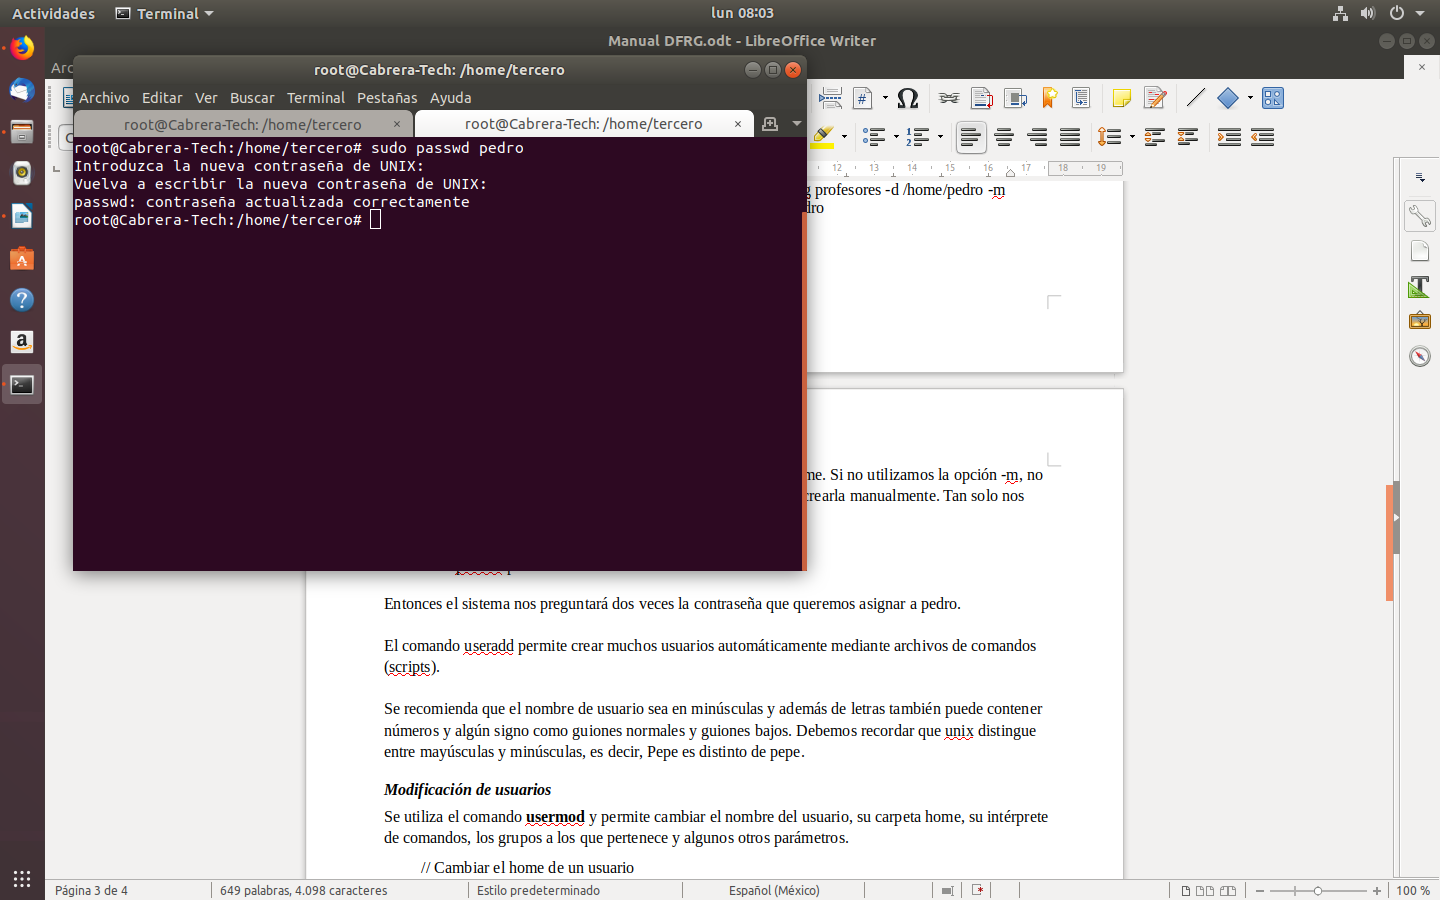 Actividades
Terminal
lun 08:03
Manual DFRG.odt - LibreOffice Writer
root@Cabrera-Tech: /home/tercero
Archivo Editar Ver Buscar Terminal Pestañas Ayuda
root@Cabrera-Tech: /home/tercero
root@Cabrera-Tech: /home/tercero
root@Cabrera-Tech:/home/tercero# sudo passwd pedro
Introduzca la nueva contraseña de UNIX:
Vuelva a escribir la nueva contraseña de UNIX:
passwd: contraseña actualizada correctamente
root@Cabrera-Tech:/home/tercero#
12 13 14 15 16 17 18 19
g profesores -d /home/pedro -m
dro
me. Si no utilizamos la opción -m, no
crearla manualmente. Tan solo nos
Entonces el sistema nos preguntará dos veces la contraseña que queremos asignar a pedro.
El comando useradd permite crear muchos usuarios automáticamente mediante archivos de comandos
(scripts).
Se recomienda que el nombre de usuario sea en minúsculas y además de letras también puede contener
números y algún signo como guiones normales y guiones bajos. Debemos recordar que unix distingue
entre mayúsculas y minúsculas, es decir, Pepe es distinto de pepe.
Modificación de usuarios
Se utiliza el comando usermod y permite cambiar el nombre del usuario, su carpeta home, su intérprete
de comandos, los grupos a los que pertenece y algunos otros parámetros.
// Cambiar el home de un usuario
Página 3 de 4
649 palabras, 4.098 caracteres
Estilo predeterminado
Español (México)
100 %